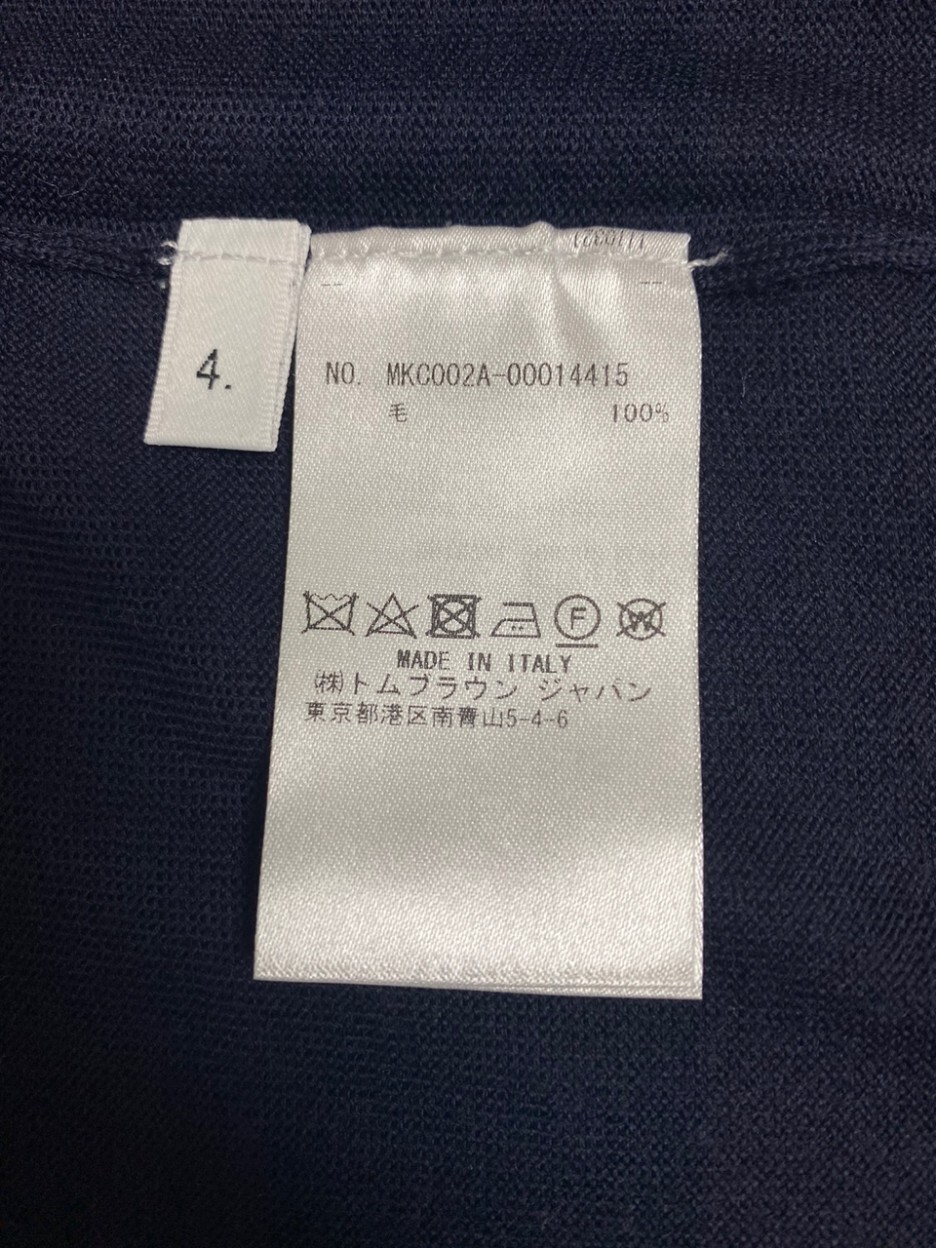 4.
NO. MKC002A-00014415
毛 100%
F
W
MADE IN ITALY
㈱トムブラウン ジャパン
東京都港区南青山5-4-6